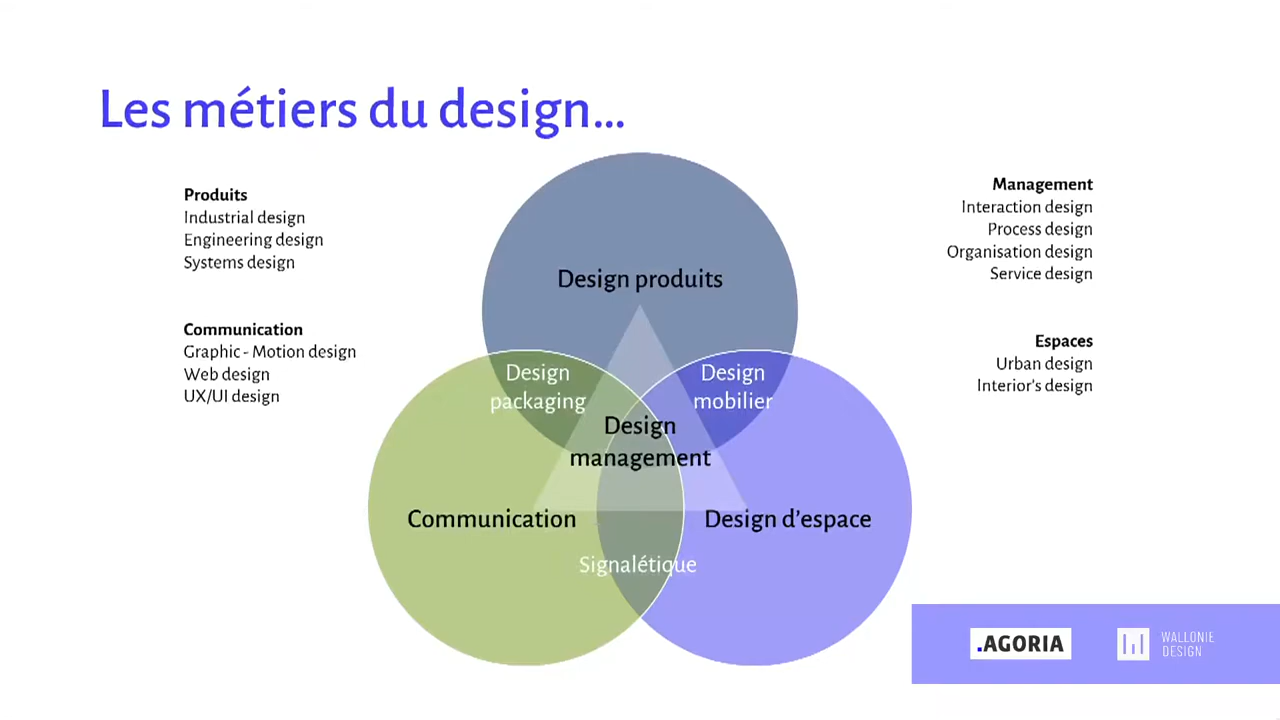 Les métiers du design...
Produits
Industrial design
Engineering design
Systems design
Communication
Graphic - Motion design
Web design
UX/UI design
Management
Interaction design
Process design
Organisation design
Service design
Espaces
Urban design
Interior's design
Design produits
Design
packaging
Design
mobilier
Design
management
Communication
Design d’espace
Signalétique
.AGORIA
WALLONIE
DESIGN